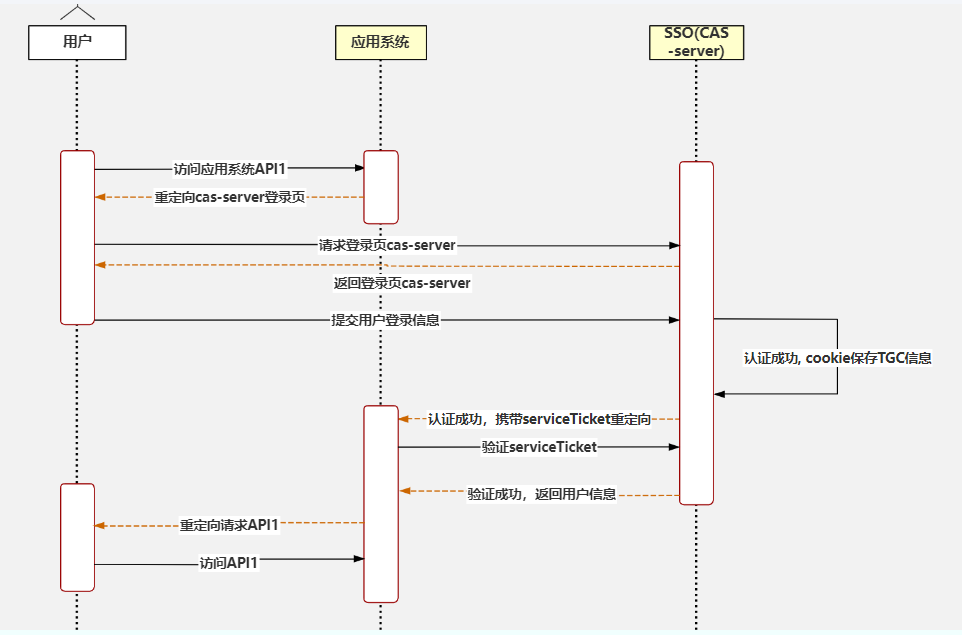 用户
应用系统
SSO(CAS
-server)
访问应用系统API1
重定向cas-server登录页
请求登录页cas-server
返回登录页cas-server
提交用户登录信息
认证成功, cookie保存TGC信息
认证成功，携带serviceTicket重定向
验证serviceTicket
验证成功，返回用户信息
重定向请求API1
访问API1